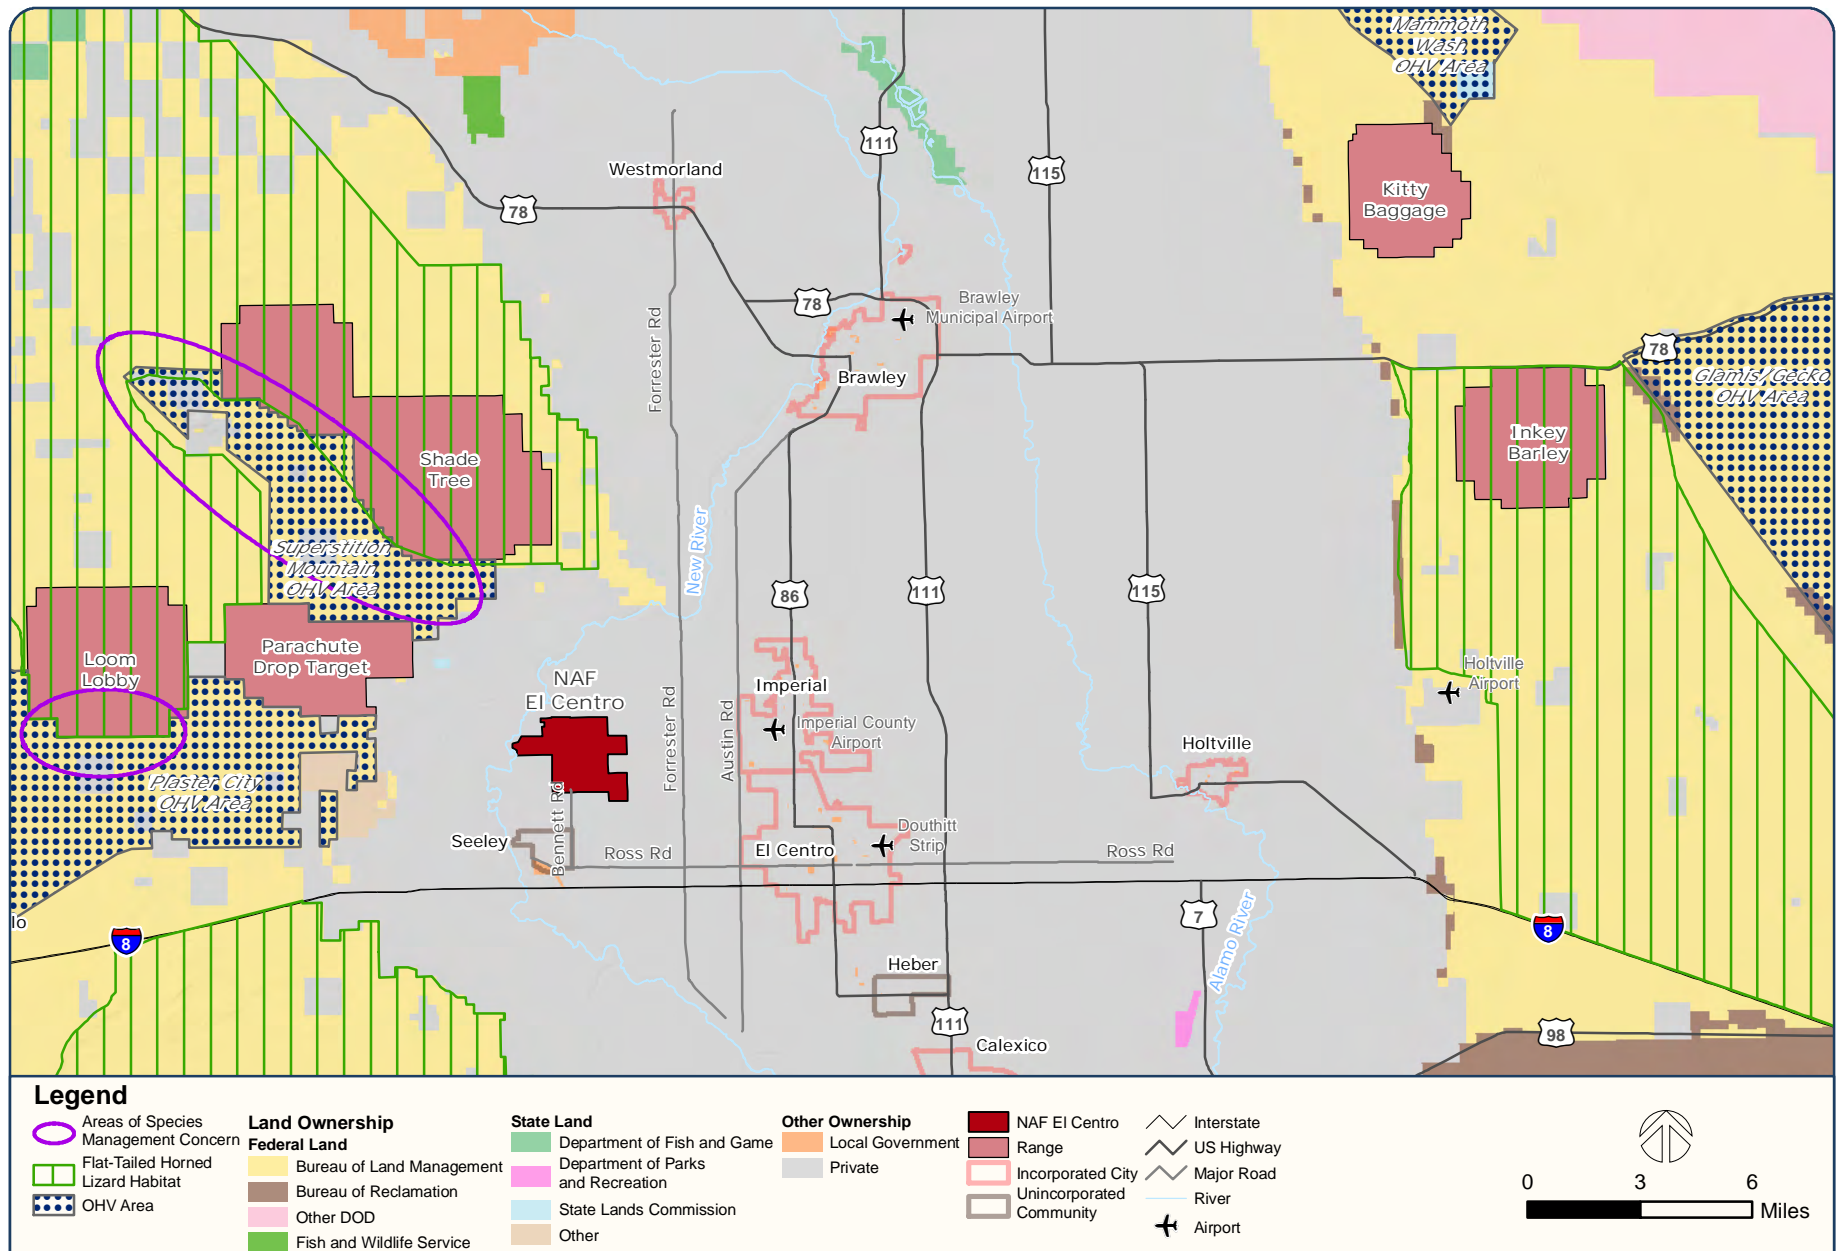 Mammoth
Wash
OHV Area
111
115
Westmorland
78
Kitty
Baggage
78
Brawley
Municipal Airport
Forrester Rd
78
Glamis/Gecko
OHV Area
Brawley
Shade
Tree
Inkey
Barley
New River
Superstition
Mountain
OHV Area
86
111
115
Parachute
Drop Target
Loom
Lobby
NAF
El Centro
Imperial
Holtville
Airport
Forrester Rd
Austin Rd
Imperial County
Airport
Holtville
Plaster City
OHV Area
Bennett Rd
Seeley
Ross Rd
El Centro
Douthitt
Strip
Ross Rd
lo
8
7
Alamo River
8
Heber
111
Calexico
98
Legend
Areas of Species
Management Concern
Flat-Tailed Horned
Lizard Habitat
OHV Area
Land Ownership
Federal Land
Bureau of Land Management
Bureau of Reclamation
Other DOD
Fish and Wildlife Service
State Land
Department of Fish and Game
Department of Parks
and Recreation
State Lands Commission
Other
Other Ownership
Local Government
Private
NAF El Centro
Range
Incorporated City
Unincorporated
Community
Interstate
US Highway
Major Road
River
Airport
0 3 6
Miles